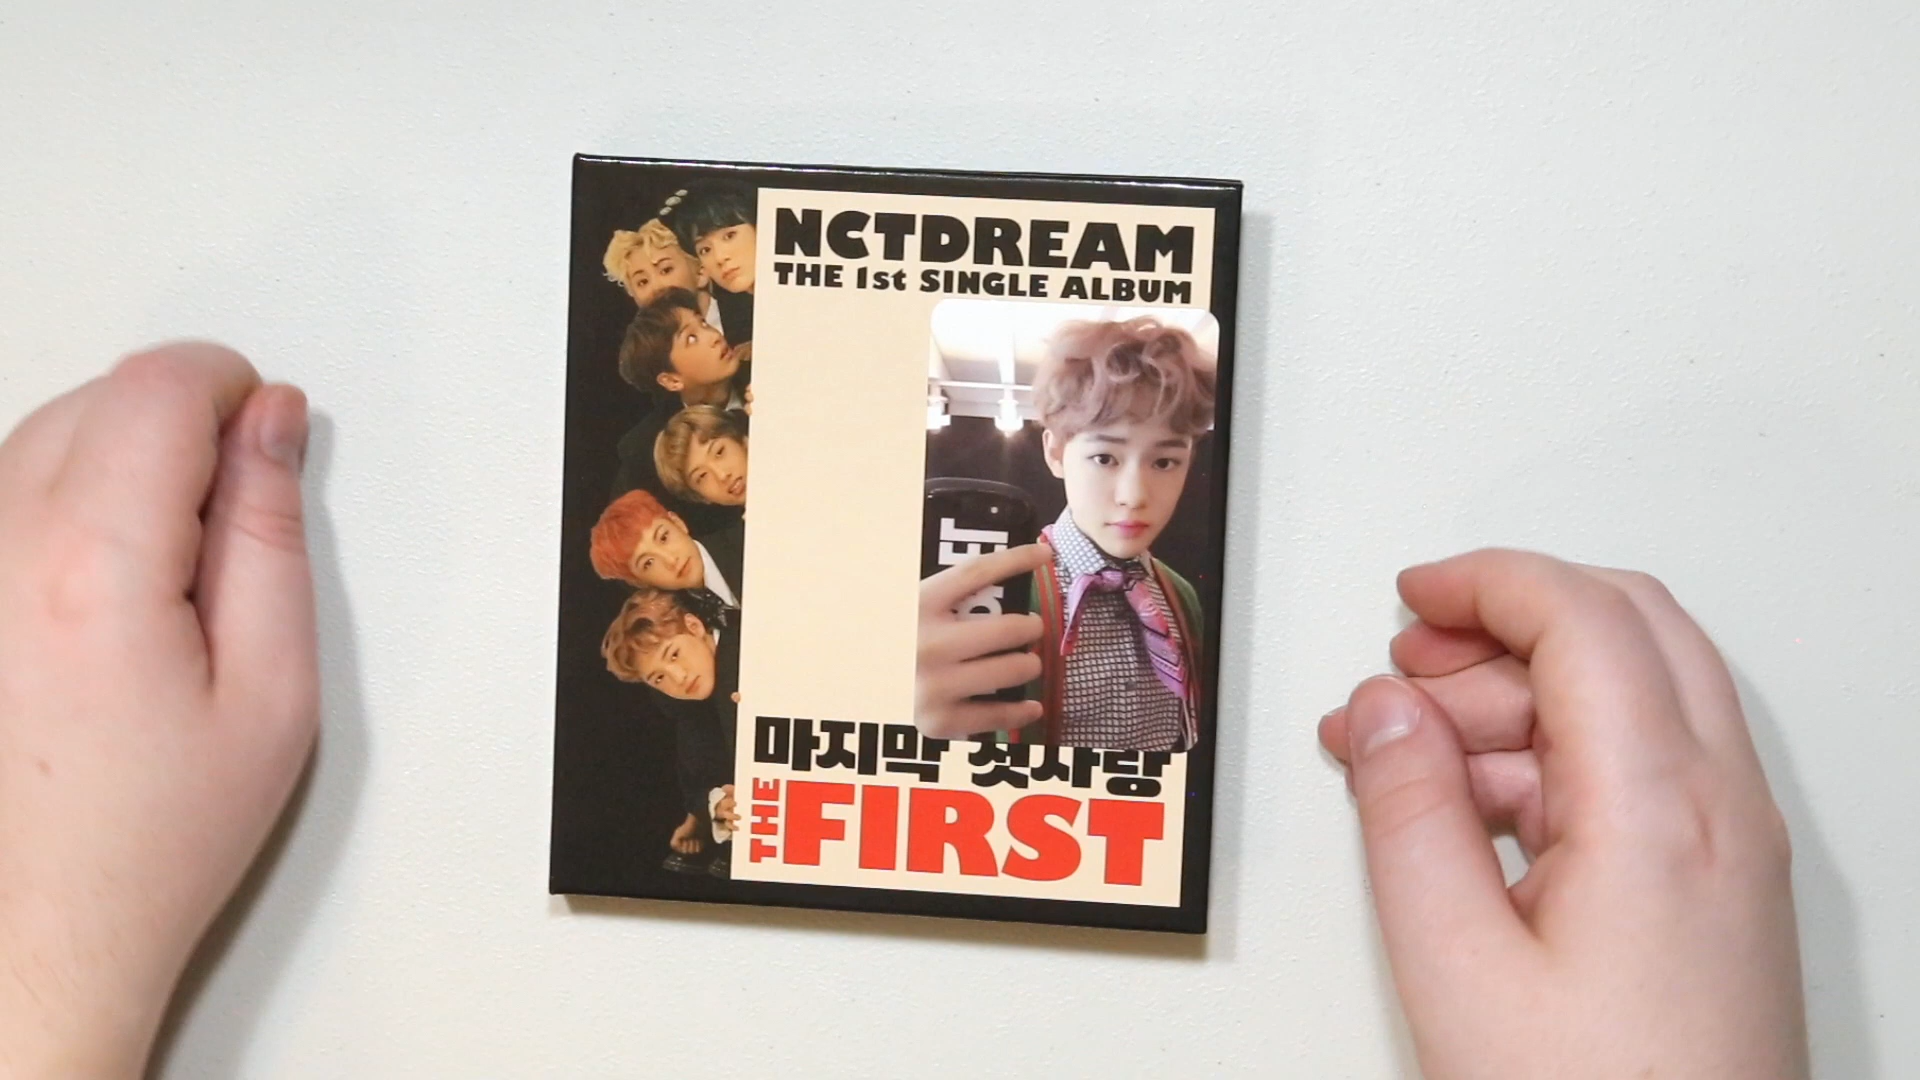 NCTDREAM
THE 1st SINGLE ALBUM
마지막 첫사랑
THE FIRST